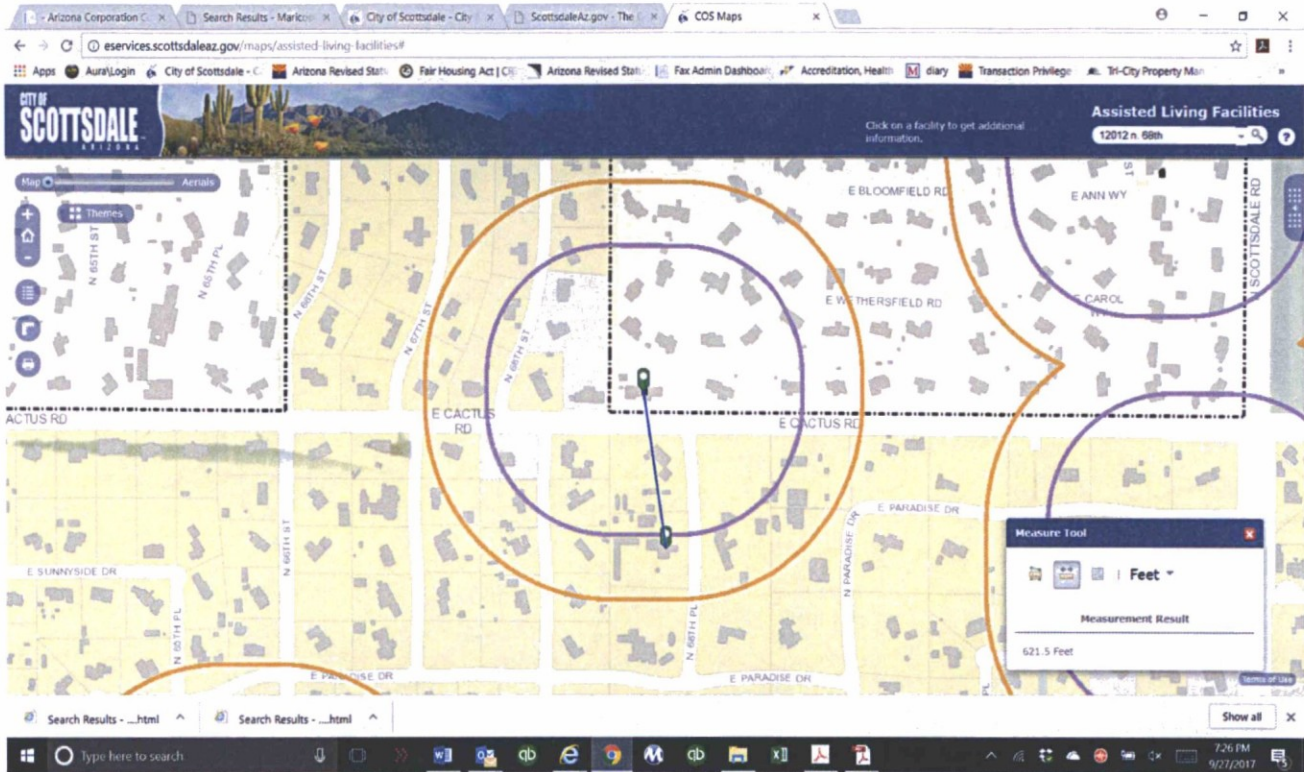 - Arizona Corporation C
Search Results - Maricop
City of Scottsdale - City
ScottsdaleAz.gov - The
COS Maps
eservices.scottsdaleaz.gov/maps/assisted-living-facilities#
Apps
Aura\Login
City of Scottsdale - C
Arizona Revised Stat
Fair Housing Act | C
Arizona Revised Stat
Fax Admin Dashboar
Accreditation, Health
diary
Transaction Privilege
Tri-City Property Man
CITY OF
SCOTTSDALE
ARIZONA
Click on a facility to get additional
information.
Assisted Living Facilities
12012 n. 68th
?
Map
Aerials
Themes
N 65TH ST
N 65TH PL
N 66TH ST
N 67TH ST
N 68TH ST
E BLOOMFIELD RD
E ANN WY
ST
N SCOTTSDALE RD
E WETHERSFIELD RD
E CAROL
ACTUS RD
E CACTUS
RD
E CACTUS RD
N 66TH ST
E SUNNYSIDE DR
N 65TH PL
E PARADISE DR
N 68TH PL
E PARADISE DR
N PARADISE DR
E PARADISE DR
PL
Measure Tool
Feet
Measurement Result
621.5 Feet
Terms of Use
Search Results - ....html
Search Results - ....html
Show all
Type here to search
7:26 PM
9/27/2017